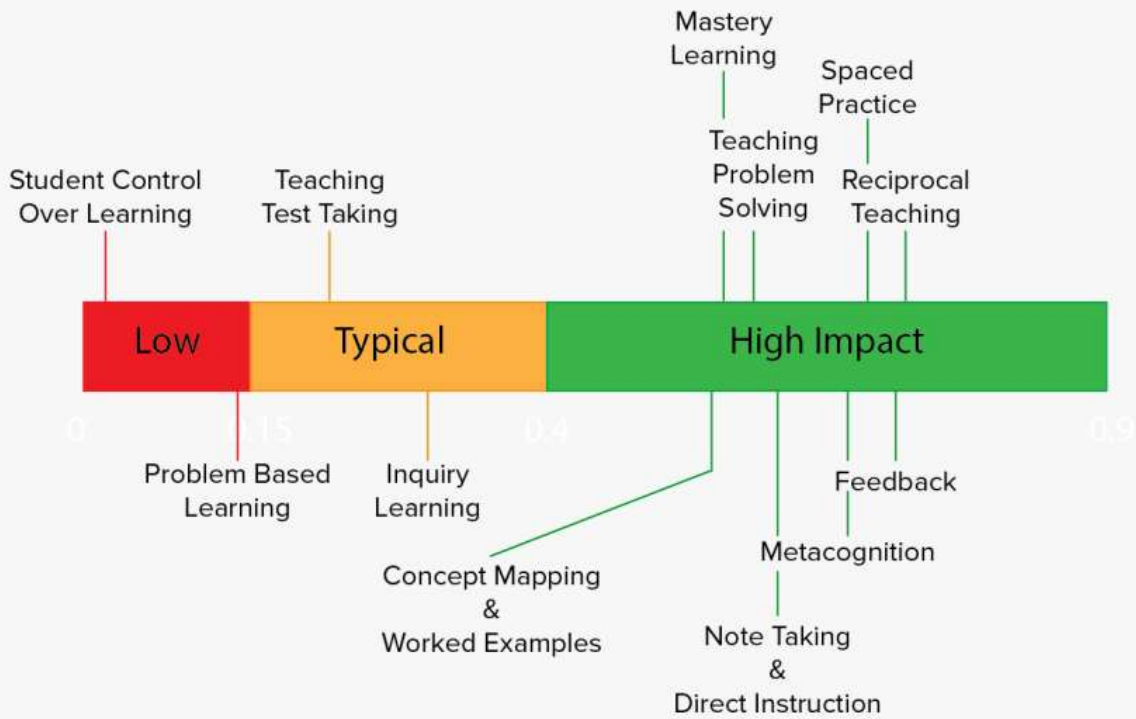 Mastery
Learning
Spaced
Practice
Teaching
Problem
Solving
Student Control
Over Learning
Teaching
Test Taking
Reciprocal
Teaching
Low
Typical
High Impact
0
0.15
0.4
0.9
Problem Based
Learning
Inquiry
Learning
Feedback
Metacognition
Concept Mapping
&
Worked Examples
Note Taking
&
Direct Instruction